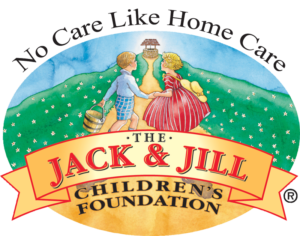 No Care Like Home Care
· THE ·
JACK & JILL
CHILDREN'S
FOUNDATION
®